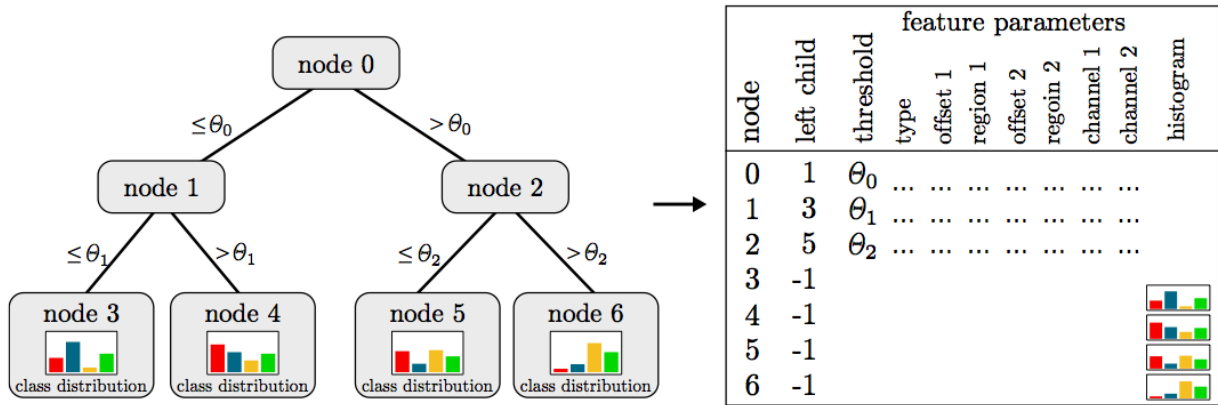 node 0
≤θ0 >θ0
node 1 node 2
≤θ1 >θ1 ≤θ2 >θ2
node 3 node 4 node 5 node 6
class distribution class distribution class distribution class distribution
feature parameters
node left child threshold type offset 1 region 1 offset 2 regoin 2 channel 1 channel 2 histogram
0 1 θ0 ... ... ... ... ... ... ...
1 3 θ1 ... ... ... ... ... ... ...
2 5 θ2 ... ... ... ... ... ... ...
3 -1
4 -1
5 -1
6 -1